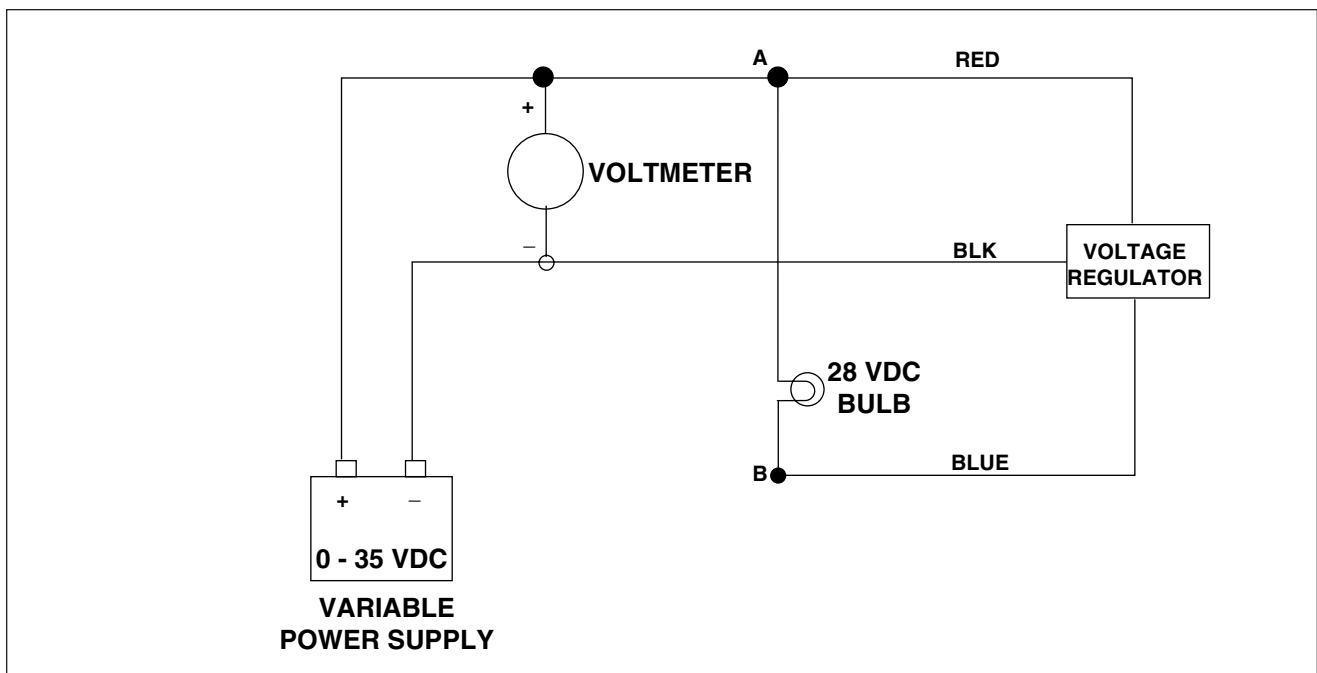 A
RED
+
VOLTMETER
–
BLK
VOLTAGE
REGULATOR
28 VDC
BULB
B
BLUE
+ –
0 - 35 VDC
VARIABLE
POWER SUPPLY